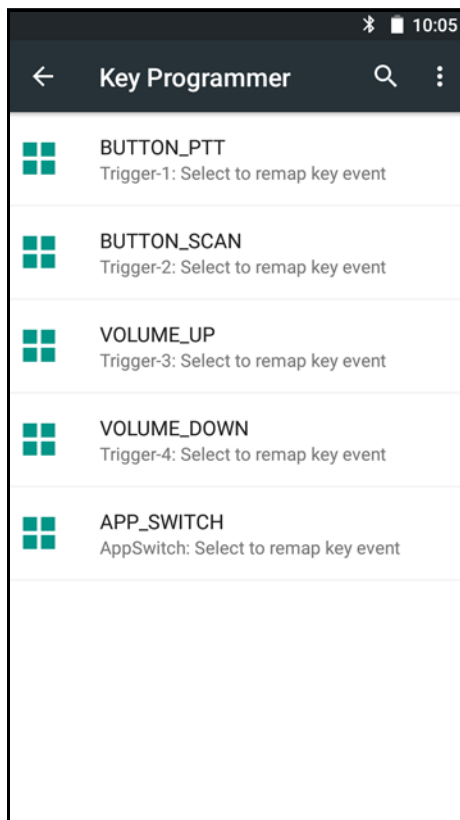 10:05
Key Programmer
BUTTON_PTT
Trigger-1: Select to remap key event
BUTTON_SCAN
Trigger-2: Select to remap key event
VOLUME_UP
Trigger-3: Select to remap key event
VOLUME_DOWN
Trigger-4: Select to remap key event
APP_SWITCH
AppSwitch: Select to remap key event